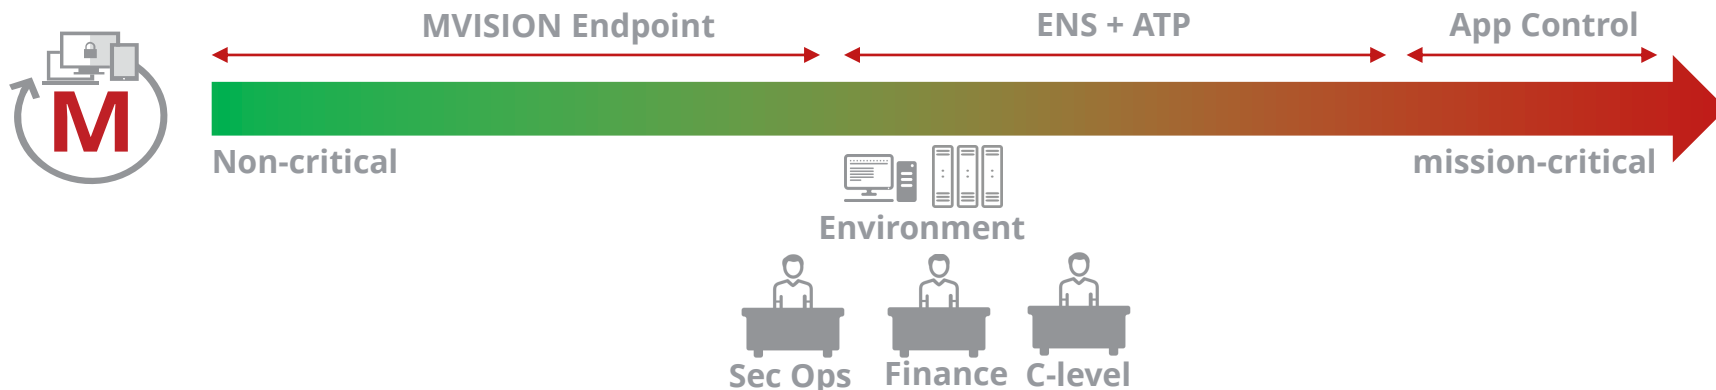 MVISION Endpoint
ENS + ATP
App Control
M
Non-critical
mission-critical
Environment
Sec Ops
Finance
C-level